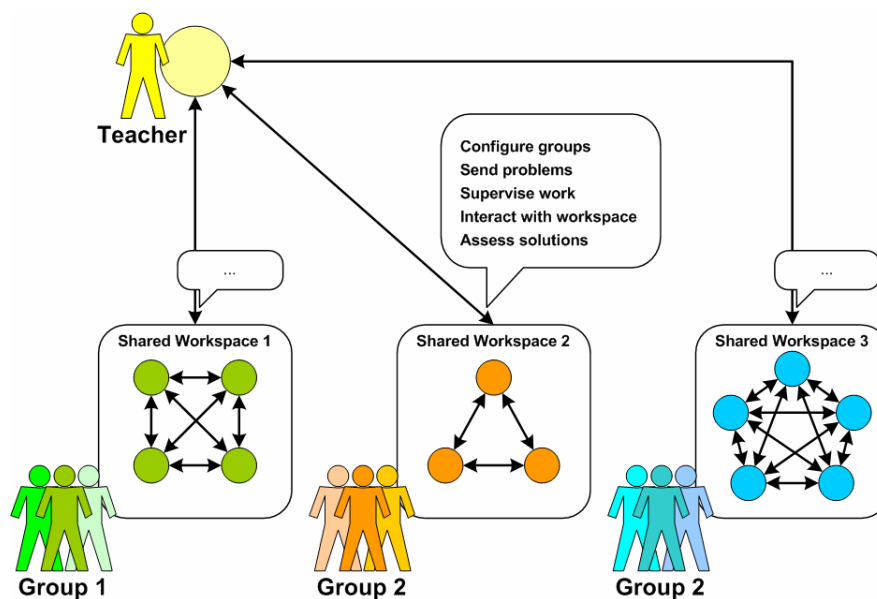 Teacher
Configure groups
Send problems
Supervise work
Interact with workspace
Assess solutions
...
...
Shared Workspace 1
Shared Workspace 2
Shared Workspace 3
Group 1
Group 2
Group 2